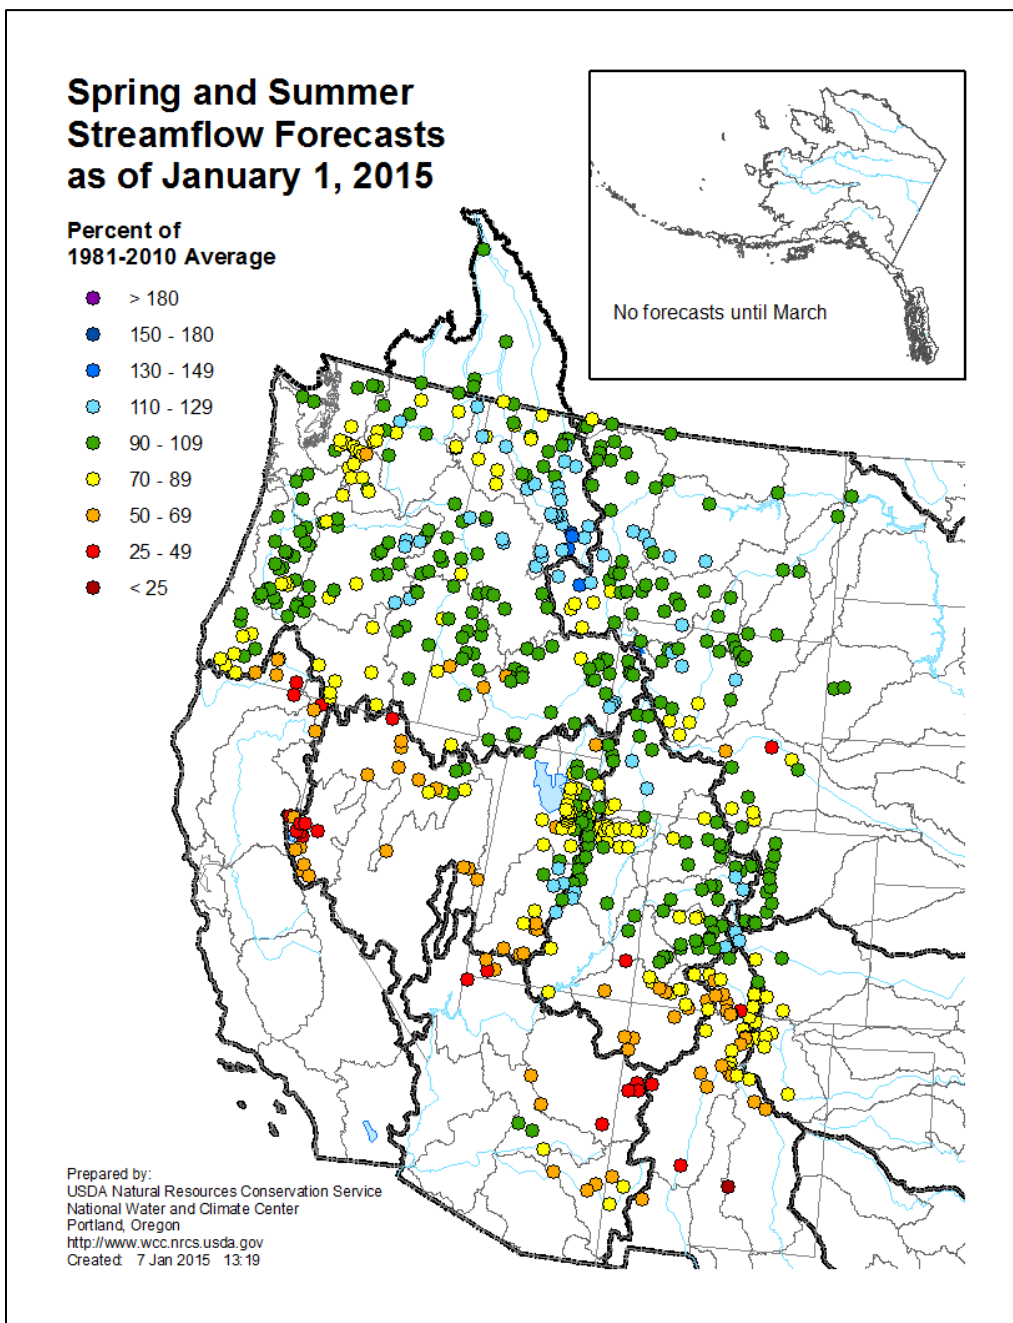 Spring and Summer
Streamflow Forecasts
as of January 1, 2015
Percent of
1981-2010 Average
> 180
150 - 180
130 - 149
110 - 129
90 - 109
70 - 89
50 - 69
25 - 49
< 25
No forecasts until March
Prepared by:
USDA Natural Resources Conservation Service
National Water and Climate Center
Portland, Oregon
http://www.wcc.nrcs.usda.gov
Created: 7 Jan 2015 13:19